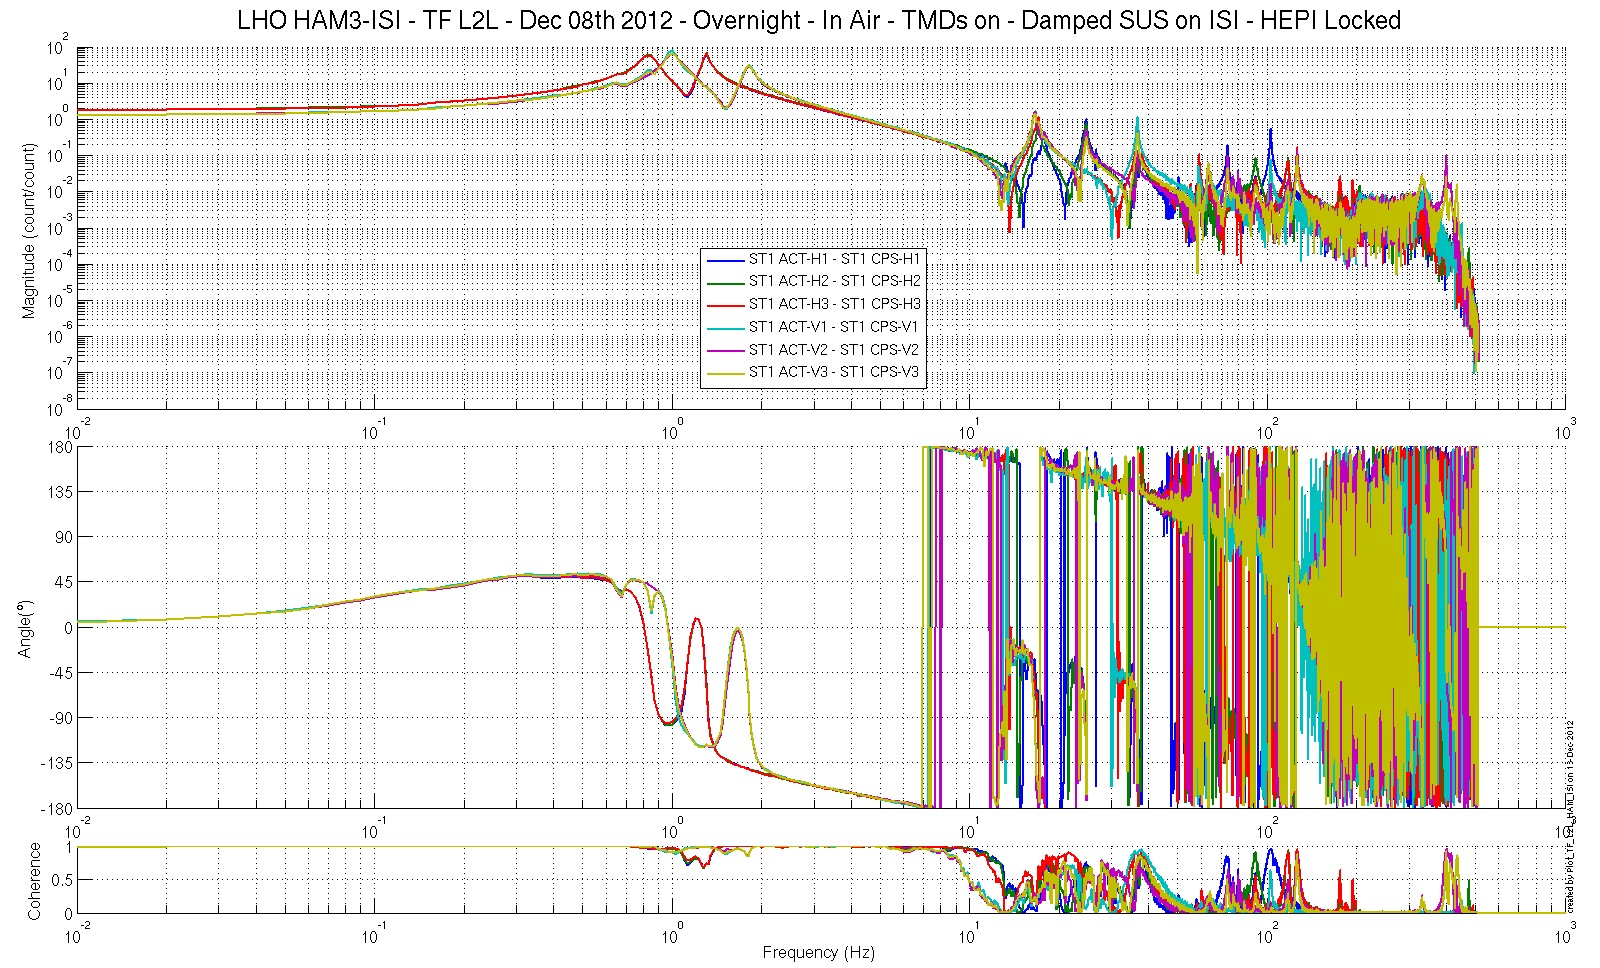 LHO HAM3-ISI - TF L2L - Dec 08th 2012 - Overnight - In Air - TMDs on - Damped SUS on ISI - HEPI Locked
Magnitude (count/count)
10^2
10^1
10^0
10^-1
10^-2
10^-3
10^-4
10^-5
10^-6
10^-7
10^-8
ST1 ACT-H1 - ST1 CPS-H1
ST1 ACT-H2 - ST1 CPS-H2
ST1 ACT-H3 - ST1 CPS-H3
ST1 ACT-V1 - ST1 CPS-V1
ST1 ACT-V2 - ST1 CPS-V2
ST1 ACT-V3 - ST1 CPS-V3
10^-2 10^-1 10^0 10^1 10^2 10^3
Angle(°)
180
135
90
45
0
-45
-90
-135
-180
10^-2 10^-1 10^0 10^1 10^2 10^3
Coherence
1
0.5
0
10^-2 10^-1 10^0 10^1 10^2 10^3
Frequency (Hz)
created by Plot_TF_L2L_HAM_ISI on
Dec 2012